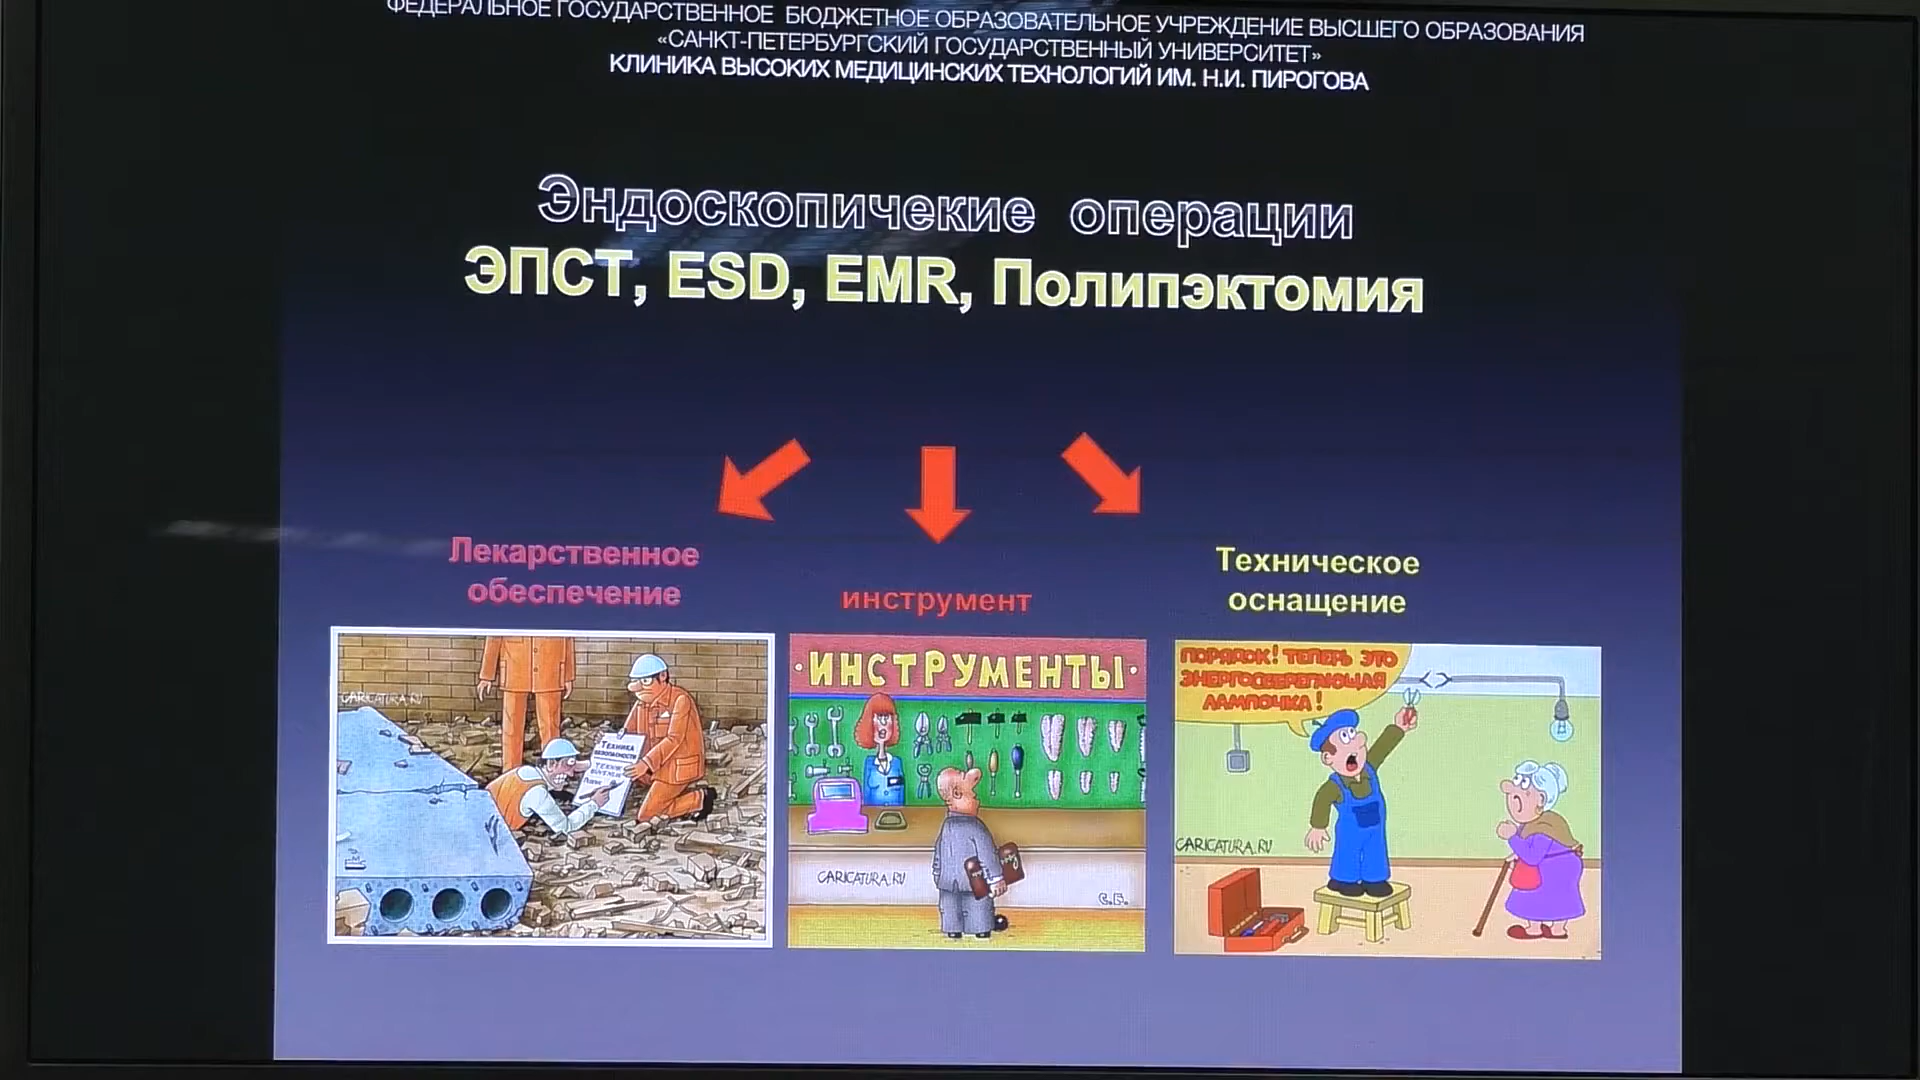 ФЕДЕРАЛЬНОЕ ГОСУДАРСТВЕННОЕ БЮДЖЕТНОЕ ОБРАЗОВАТЕЛЬНОЕ УЧРЕЖДЕНИЕ ВЫСШЕГО ОБРАЗОВАНИЯ
«САНКТ-ПЕТЕРБУРГСКИЙ ГОСУДАРСТВЕННЫЙ УНИВЕРСИТЕТ»
КЛИНИКА ВЫСОКИХ МЕДИЦИНСКИХ ТЕХНОЛОГИЙ ИМ. Н.И. ПИРОГОВА
Эндоскопичекие операции
ЭПСТ, ESD, EMR, Полипэктомия
Лекарственное
обеспечение
инструмент
Техническое
оснащение
CARICATURA.RU
ТЕХНИКА
БЕЗОПАСНОСТИ
·ИНСТРУМЕНТЫ·
CARICATURA.RU
С.Е.
ПОРЯДОК! ТЕПЕРЬ ЭТО
ЭНЕРГОСБЕРЕГАЮЩАЯ
ЛАМПОЧКА!
CARICATURA.RU